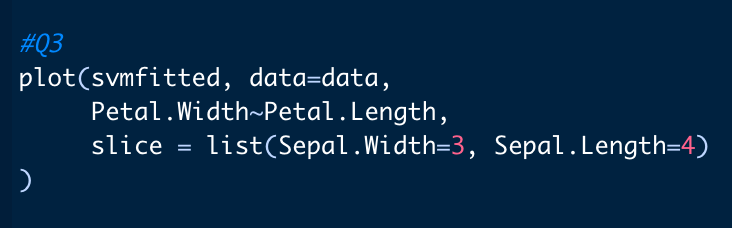 #Q3
plot(svmfitted, data=data,
     Petal.Width~Petal.Length,
     slice = list(Sepal.Width=3, Sepal.Length=4)
)